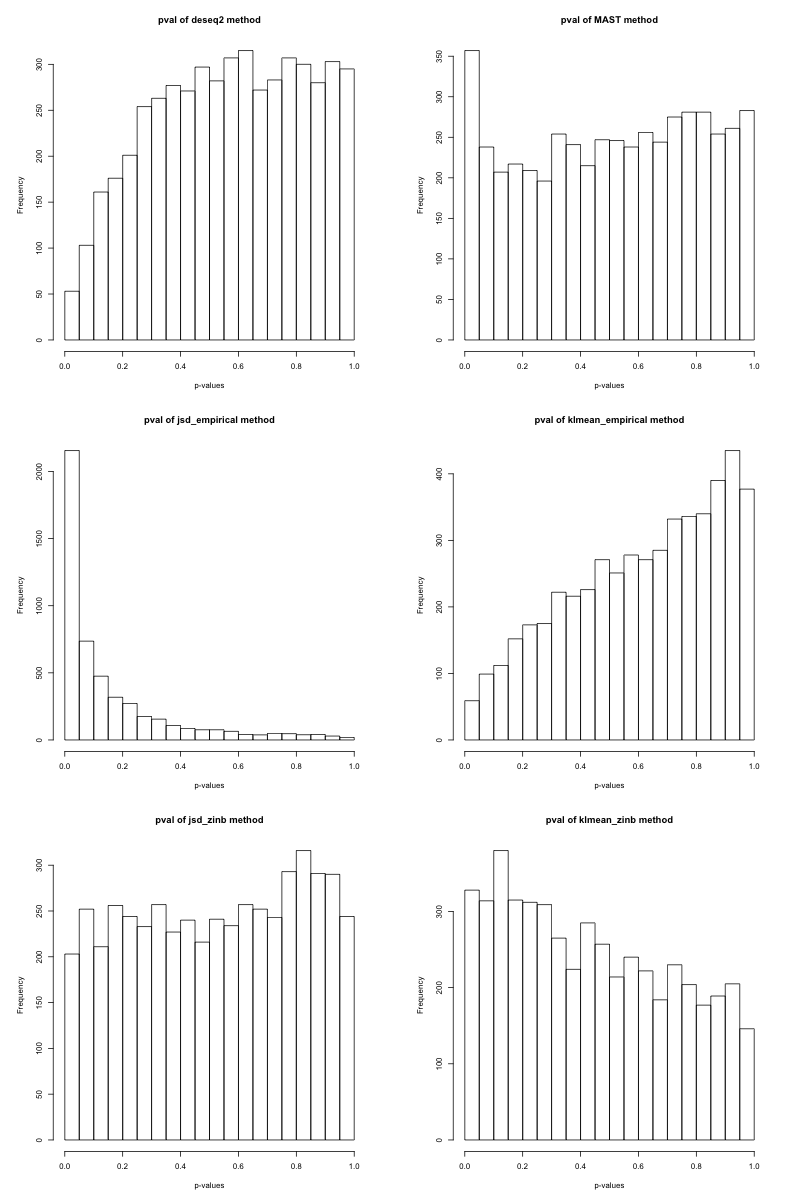 pval of deseq2 method
Frequency
0
50
100
150
200
250
300
0.0 0.2 0.4 0.6 0.8 1.0
p-values
pval of MAST method
Frequency
0
50
100
150
200
250
300
350
0.0 0.2 0.4 0.6 0.8 1.0
p-values
pval of jsd_empirical method
Frequency
0
500
1000
1500
2000
0.0 0.2 0.4 0.6 0.8 1.0
p-values
pval of klmean_empirical method
Frequency
0
100
200
300
400
0.0 0.2 0.4 0.6 0.8 1.0
p-values
pval of jsd_zinb method
Frequency
0
50
100
150
200
250
300
0.0 0.2 0.4 0.6 0.8 1.0
p-values
pval of klmean_zinb method
Frequency
0
100
200
300
0.0 0.2 0.4 0.6 0.8 1.0
p-values